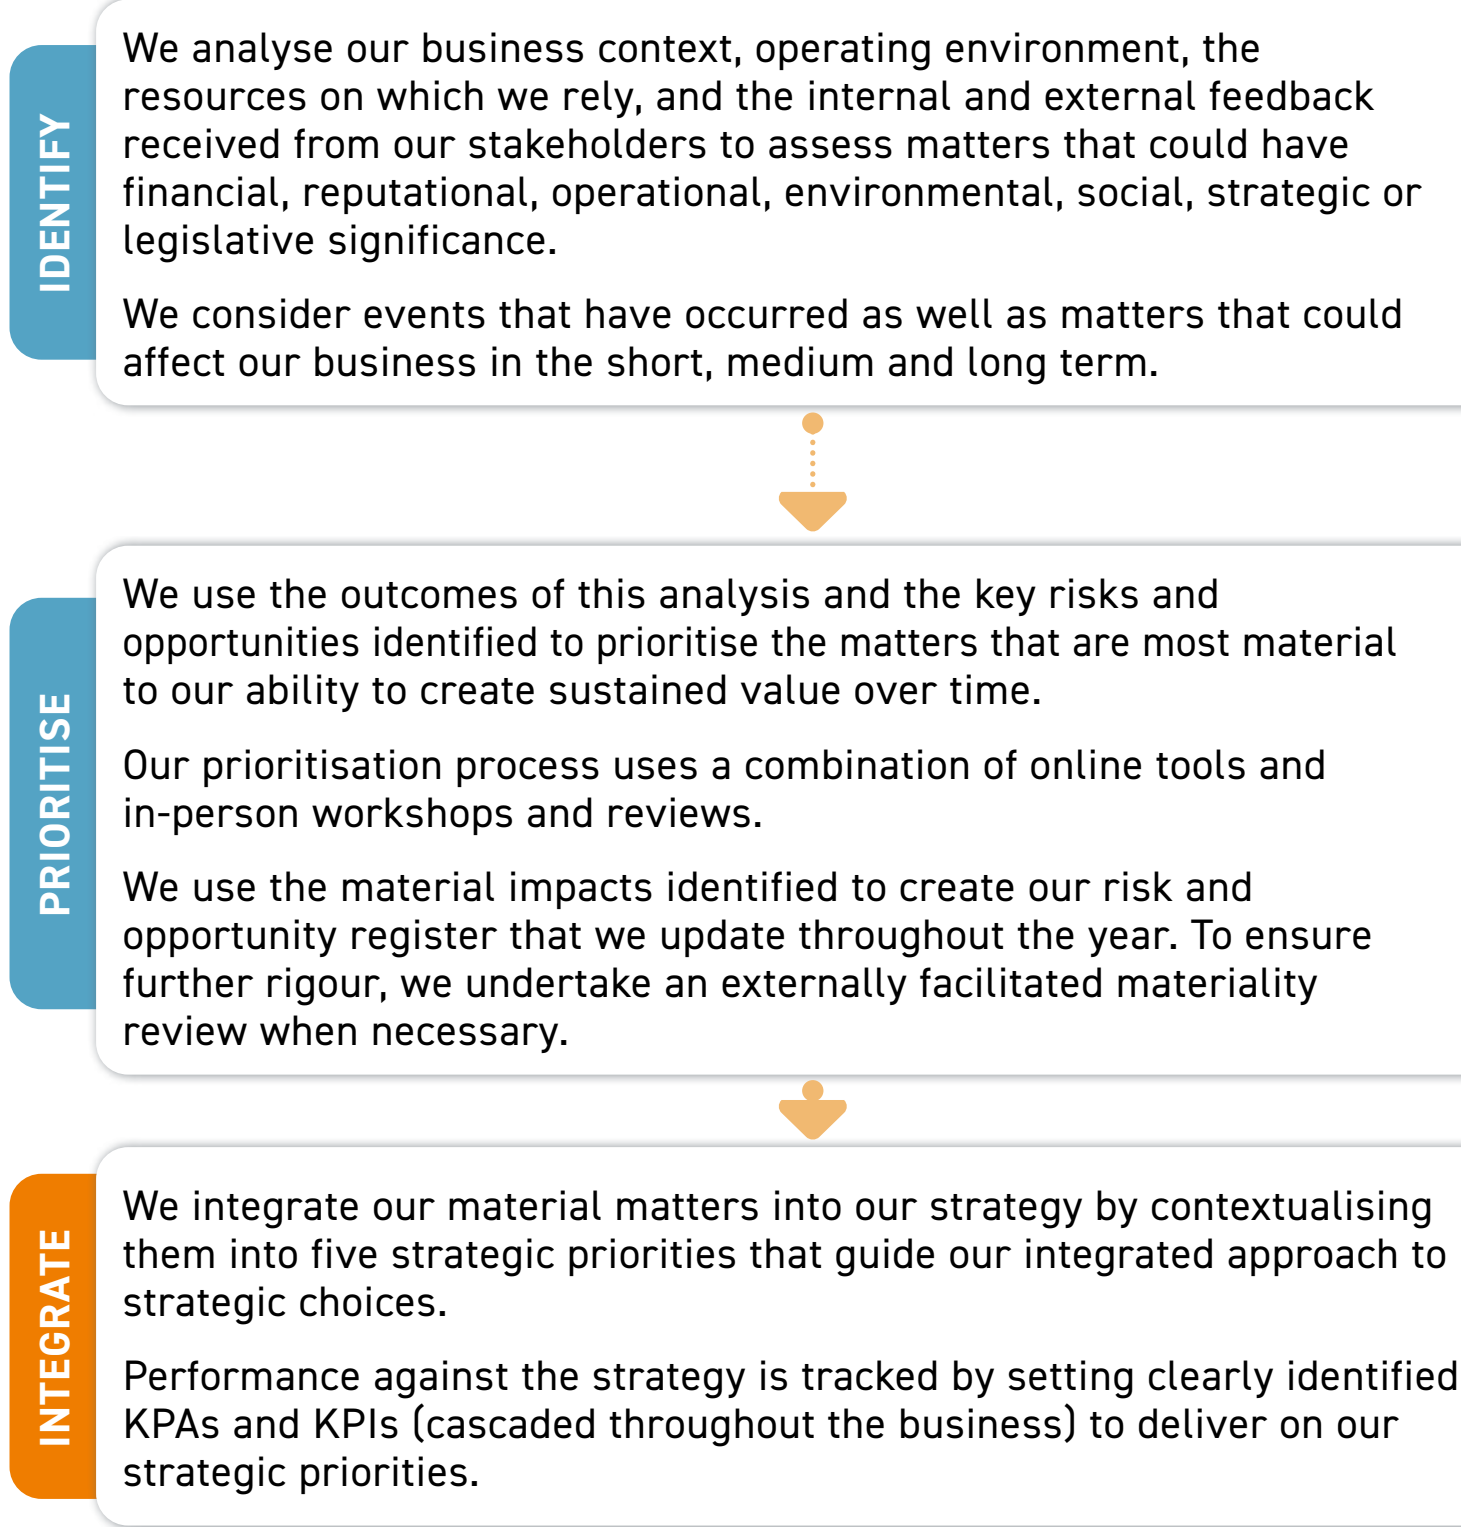 IDENTIFY
We analyse our business context, operating environment, the
resources on which we rely, and the internal and external feedback
received from our stakeholders to assess matters that could have
financial, reputational, operational, environmental, social, strategic or
legislative significance.
We consider events that have occurred as well as matters that could
affect our business in the short, medium and long term.
PRIORITISE
We use the outcomes of this analysis and the key risks and
opportunities identified to prioritise the matters that are most material
to our ability to create sustained value over time.
Our prioritisation process uses a combination of online tools and
in-person workshops and reviews.
We use the material impacts identified to create our risk and
opportunity register that we update throughout the year. To ensure
further rigour, we undertake an externally facilitated materiality
review when necessary.
INTEGRATE
We integrate our material matters into our strategy by contextualising
them into five strategic priorities that guide our integrated approach to
strategic choices.
Performance against the strategy is tracked by setting clearly identified
KPAs and KPIs (cascaded throughout the business) to deliver on our
strategic priorities.